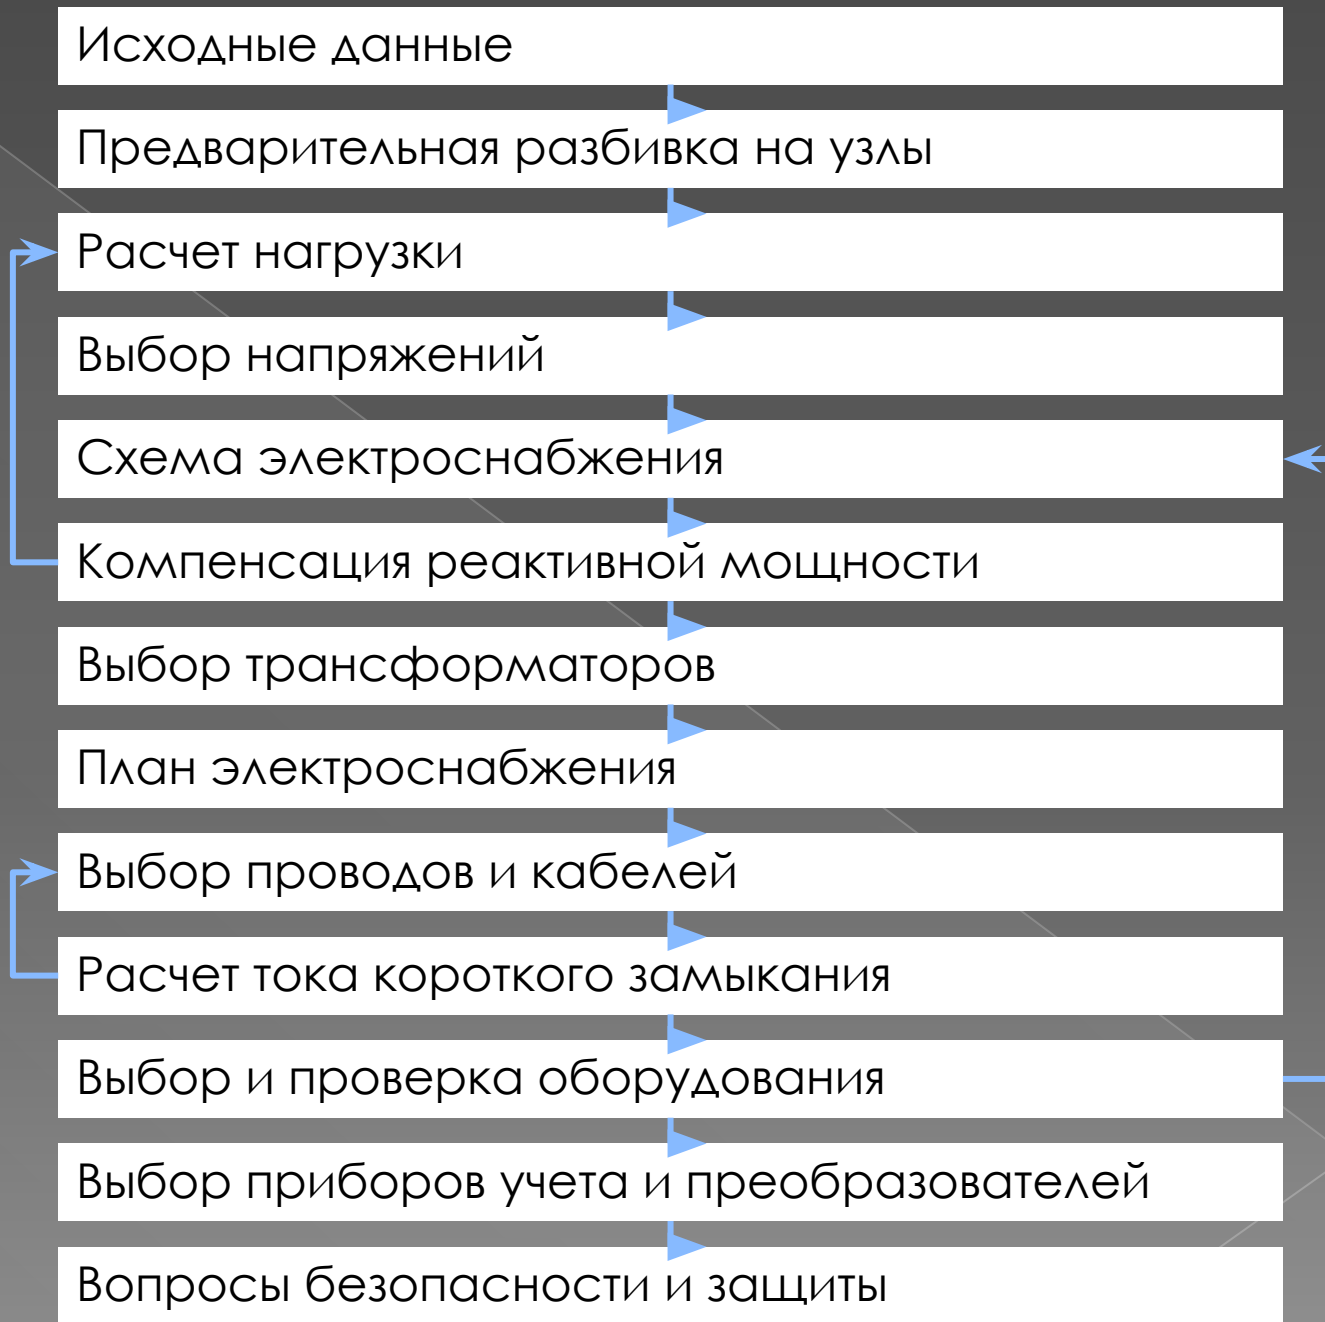 Исходные данные
Предварительная разбивка на узлы
Расчет нагрузки
Выбор напряжений
Схема электроснабжения
Компенсация реактивной мощности
Выбор трансформаторов
План электроснабжения
Выбор проводов и кабелей
Расчет тока короткого замыкания
Выбор и проверка оборудования
Выбор приборов учета и преобразователей
Вопросы безопасности и защиты